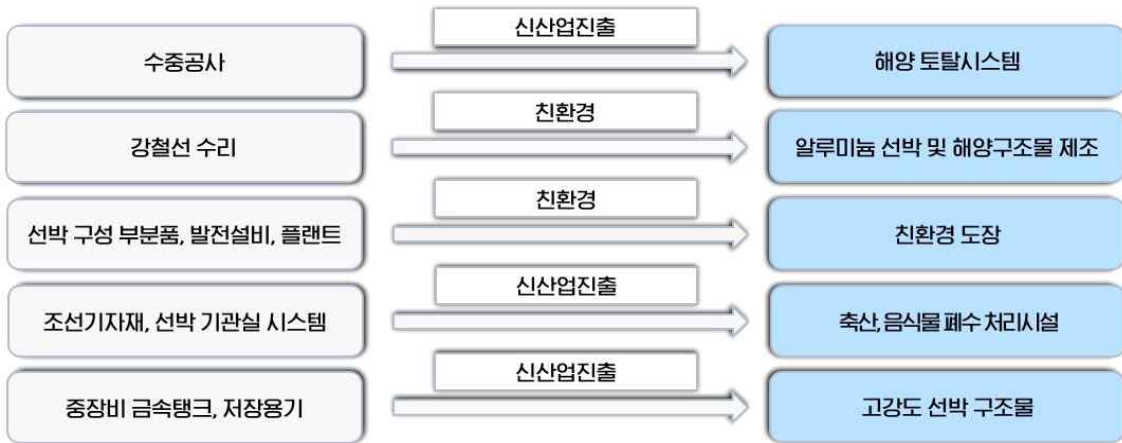 신산업진출
수중공사
해양 토탈시스템
친환경
강철선 수리
알루미늄 선박 및 해양구조물 제조
친환경
선박 구성 부분품, 발전설비, 플랜트
친환경 도장
신산업진출
조선기자재, 선박 기관실 시스템
축산, 음식물 폐수 처리시설
신산업진출
중장비 금속탱크, 저장용기
고강도 선박 구조물